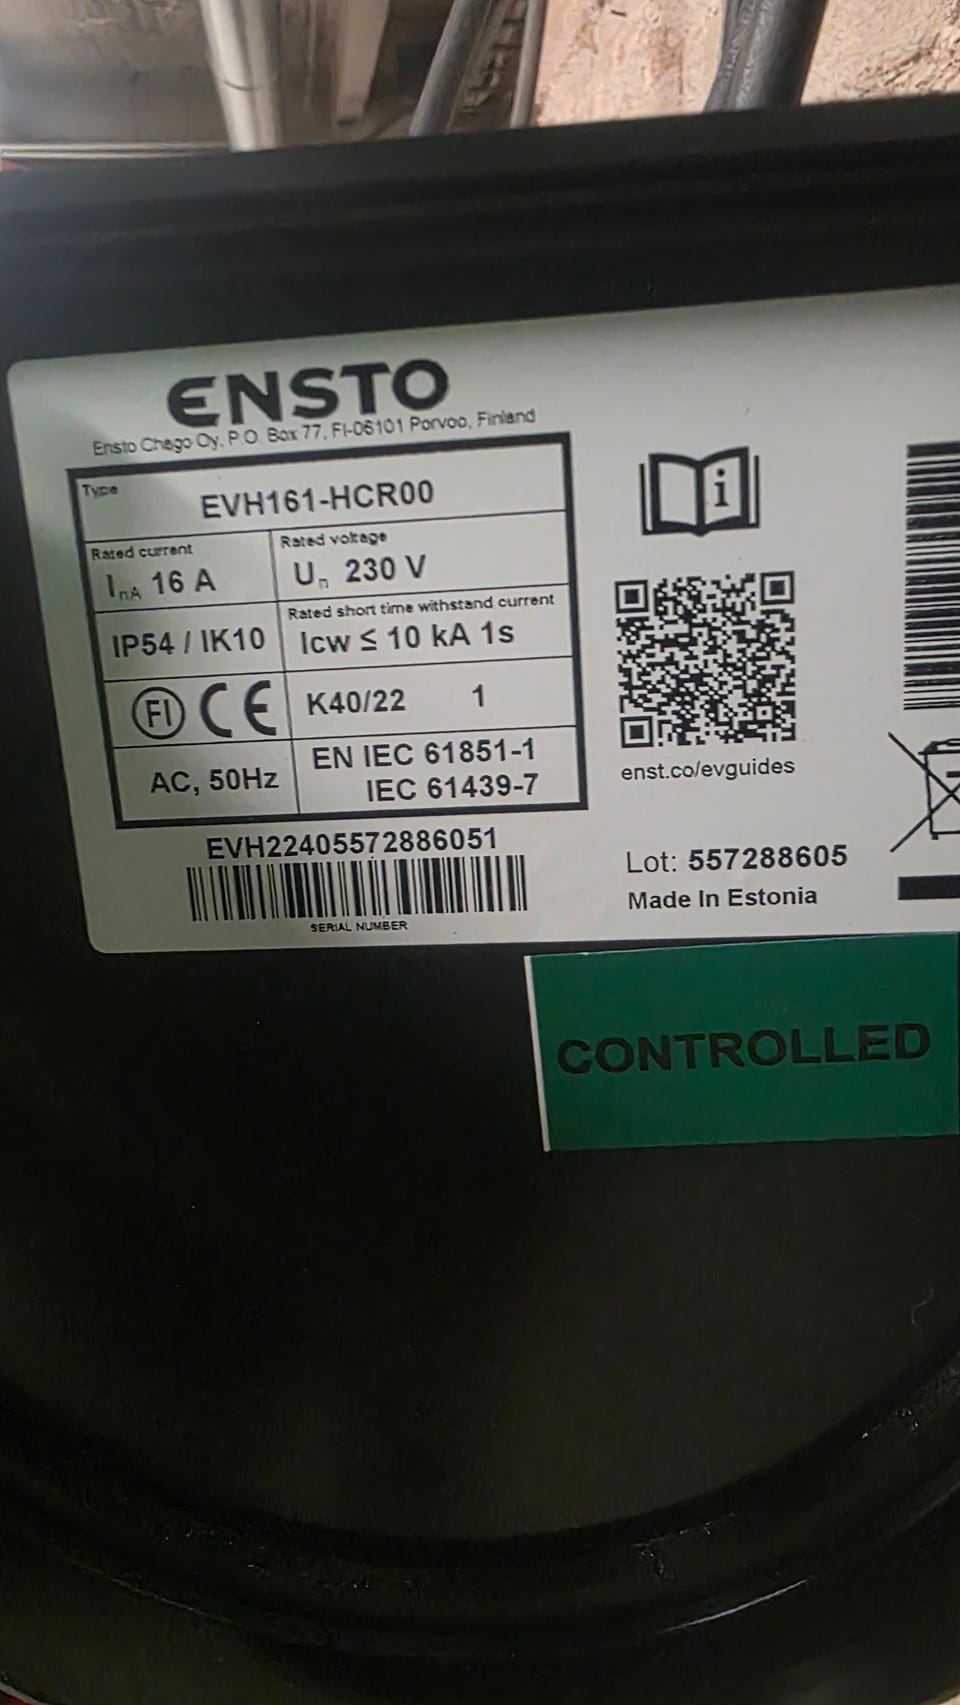 ENSTO
Ensto Chago Oy, P.O. Box 77, FI-06101 Porvoo, Finland
Type
EVH161-HCR00
Rated current
InA 16 A
Rated voltage
Un 230 V
IP54 / IK10
Rated short time withstand current
Icw ≤ 10 kA 1s
FI CE
K40/22 1
AC, 50Hz
EN IEC 61851-1
IEC 61439-7
EVH22405572886051
SERIAL NUMBER
i
enst.co/evguides
Lot: 557288605
Made In Estonia
CONTROLLED